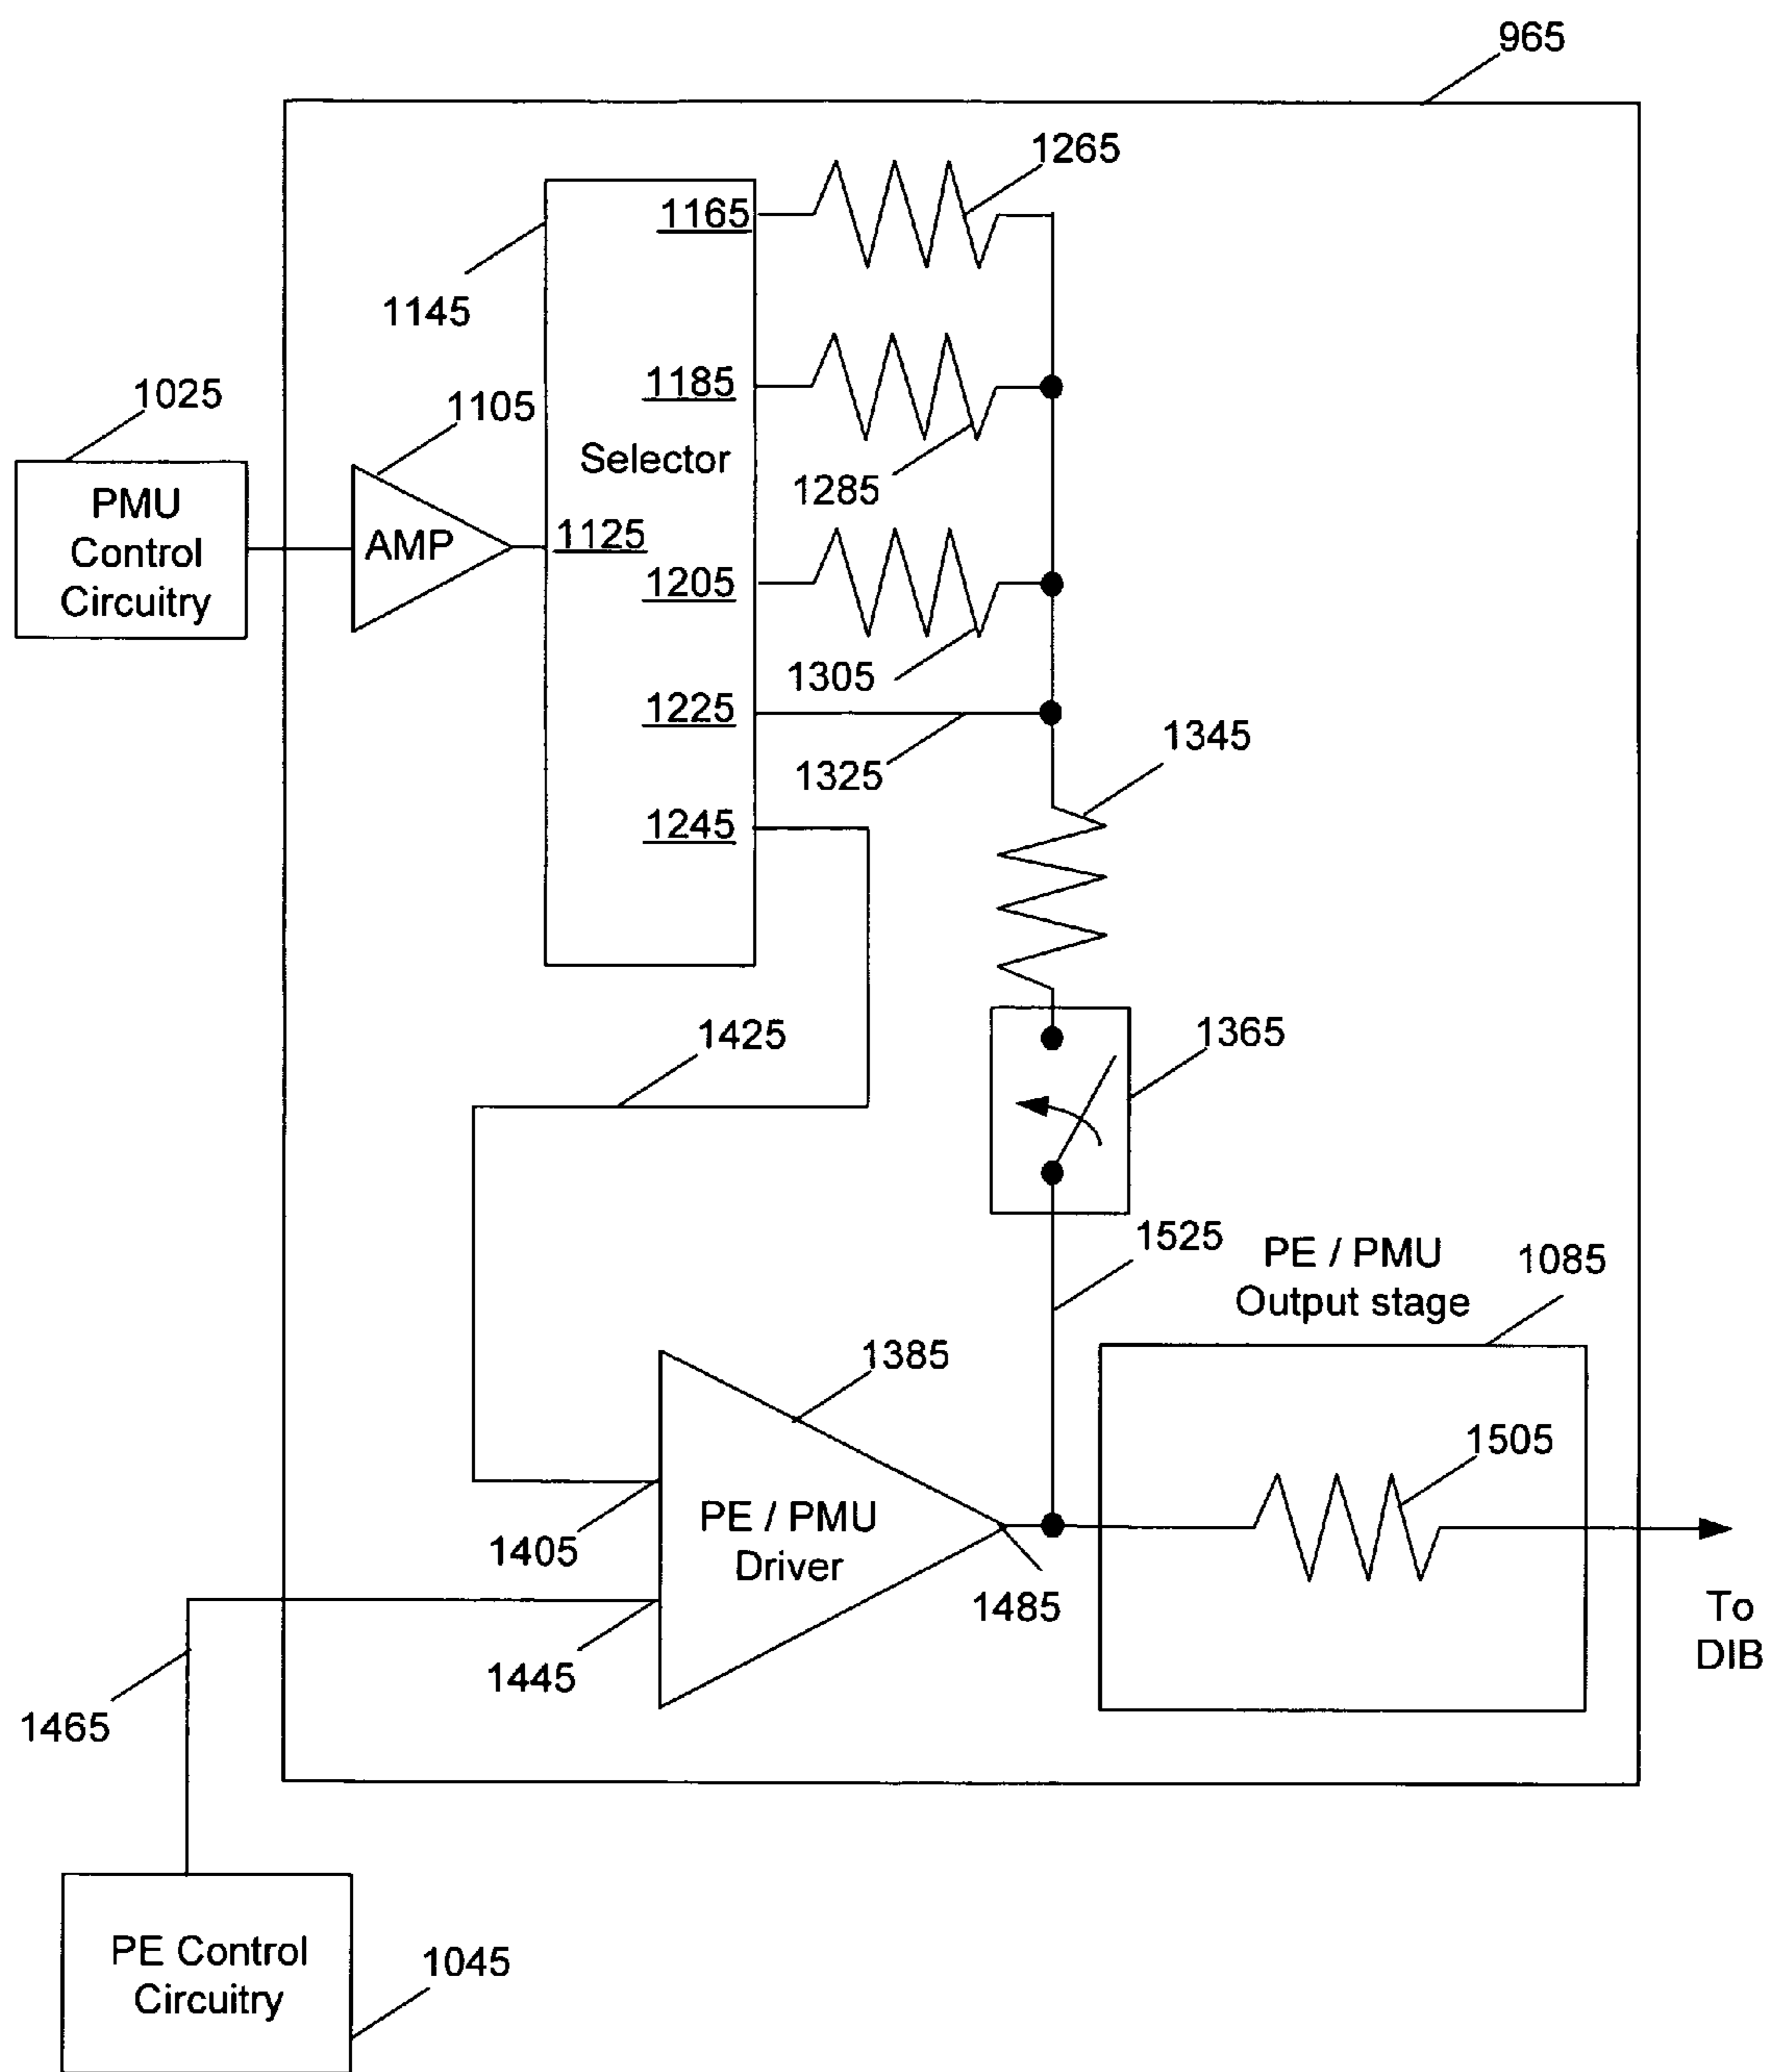 965
1265
1165
1145
1185
1025
1105
Selector
1285
PMU
Control
Circuitry
AMP
1125
1205
1305
1225
1345
1325
1245
1425
1365
1525
PE / PMU
Output stage
1085
1385
1505
PE / PMU
Driver
1405
1485
To
DIB
1445
1465
PE Control
Circuitry
1045